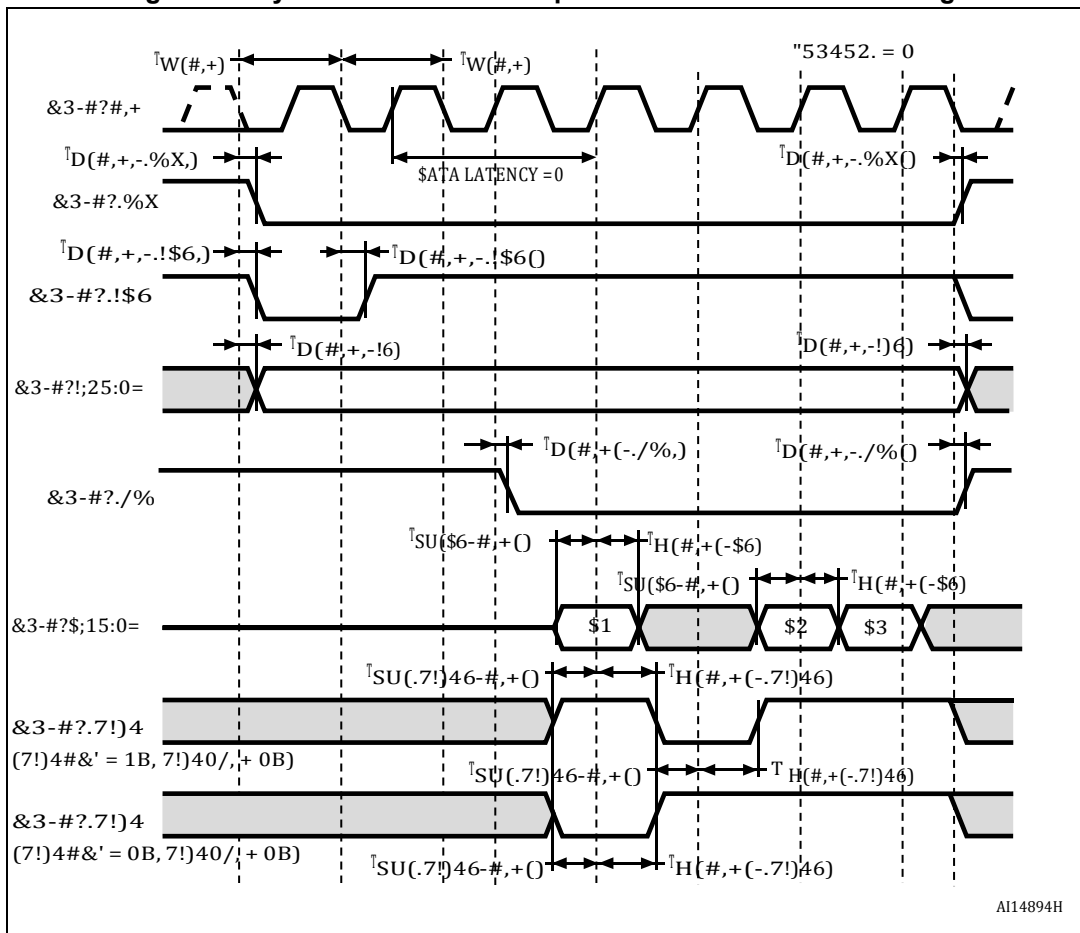 TW(#,+)
TW(#,+)
"53452. = 0
&3-#?#,+
TD(#,+,-.%X,)
$ATA LATENCY =0
TD(#,+,-.%X()
&3-#?.%X
TD(#,+,-.!$6,)
TD(#,+,-.!$6()
&3-#?.!$6
TD(#,+,-!6)
TD(#,+,-!)6)
&3-#?!;25:0=
TD(#,+(-./%,)
TD(#,+,-./%()
&3-#?./%
TSU($6-#,+()
TH(#,+(-$6)
TSU($6-#,+()
TH(#,+(-$6)
&3-#?$;15:0=
$1
$2
$3
TSU(.7!)46-#,+()
TH(#,+(-.7!)46)
&3-#?.7!)4
(7!)4#&' = 1B, 7!)40/, + 0B)
TSU(.7!)46-#,+()
T H(#,+(-.7!)46)
&3-#?.7!)4
(7!)4#&' = 0B, 7!)40/, + 0B)
TSU(.7!)46-#,+()
TH(#,+(-.7!)46)
AI14894H